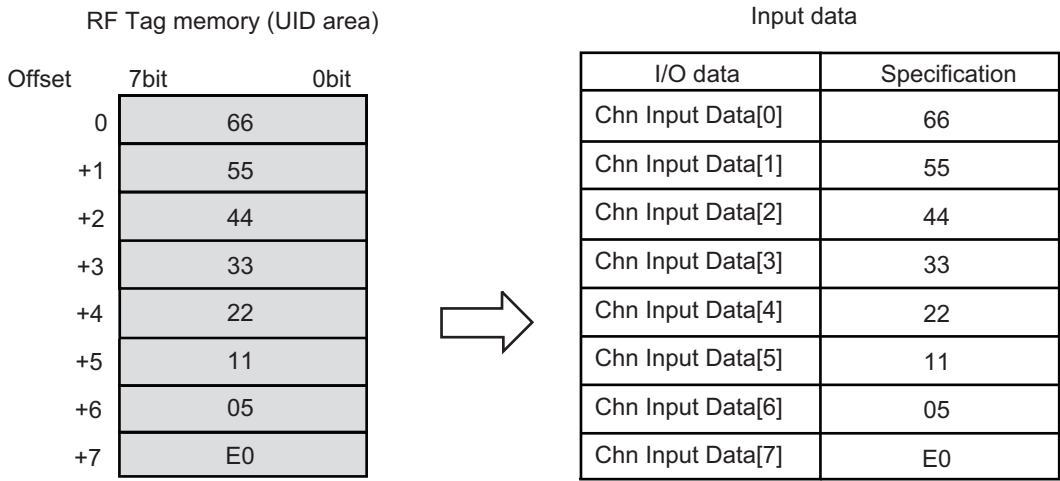 RF Tag memory (UID area)
Offset 7bit 0bit
0 66
+1 55
+2 44
+3 33
+4 22
+5 11
+6 05
+7 E0
Input data
I/O data Specification
Chn Input Data[0] 66
Chn Input Data[1] 55
Chn Input Data[2] 44
Chn Input Data[3] 33
Chn Input Data[4] 22
Chn Input Data[5] 11
Chn Input Data[6] 05
Chn Input Data[7] E0